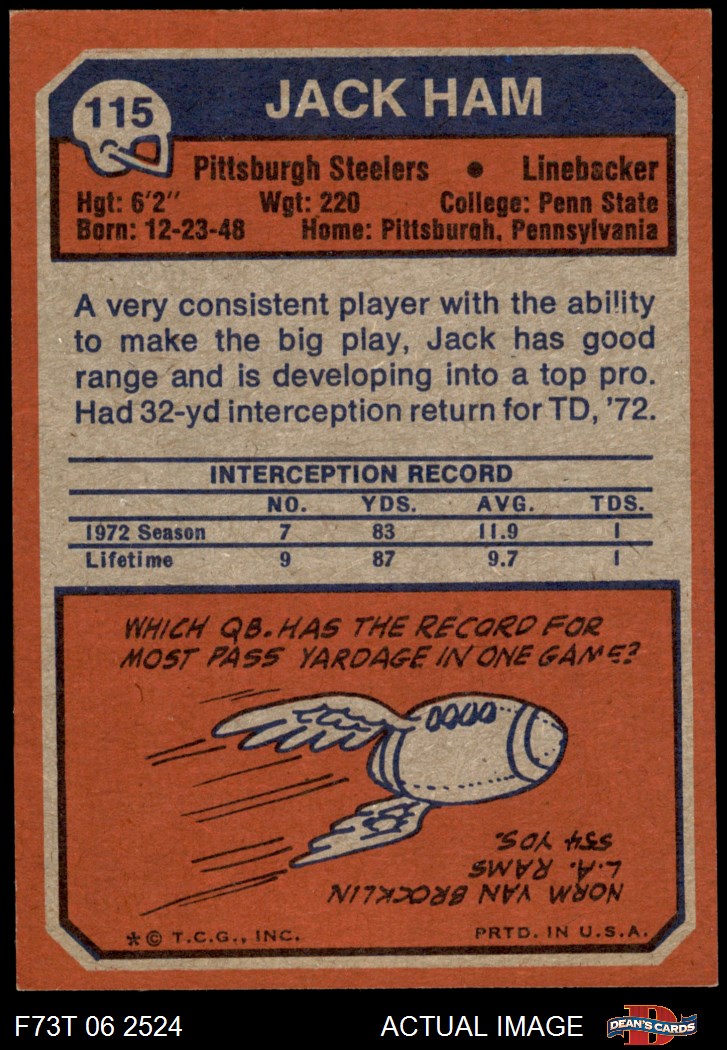 115
JACK HAM
Pittsburgh Steelers • Linebacker
Hgt: 6'2" Wgt: 220 College: Penn State
Born: 12-23-48 Home: Pittsburgh, Pennsylvania
A very consistent player with the ability
to make the big play, Jack has good
range and is developing into a top pro.
Had 32-yd interception return for TD, '72.
INTERCEPTION RECORD
NO. YDS. AVG. TDS.
1972 Season 7 83 11.9 1
Lifetime 9 87 9.7 1
WHICH QB. HAS THE RECORD FOR
MOST PASS YARDAGE IN ONE GAME?
NORM VAN BROCKLIN
L.A. RAMS
554 YDS.
* © T.C.G., INC. PRTD. IN U.S.A.
F73T 06 2524 ACTUAL IMAGE D DEAN'S CARDS